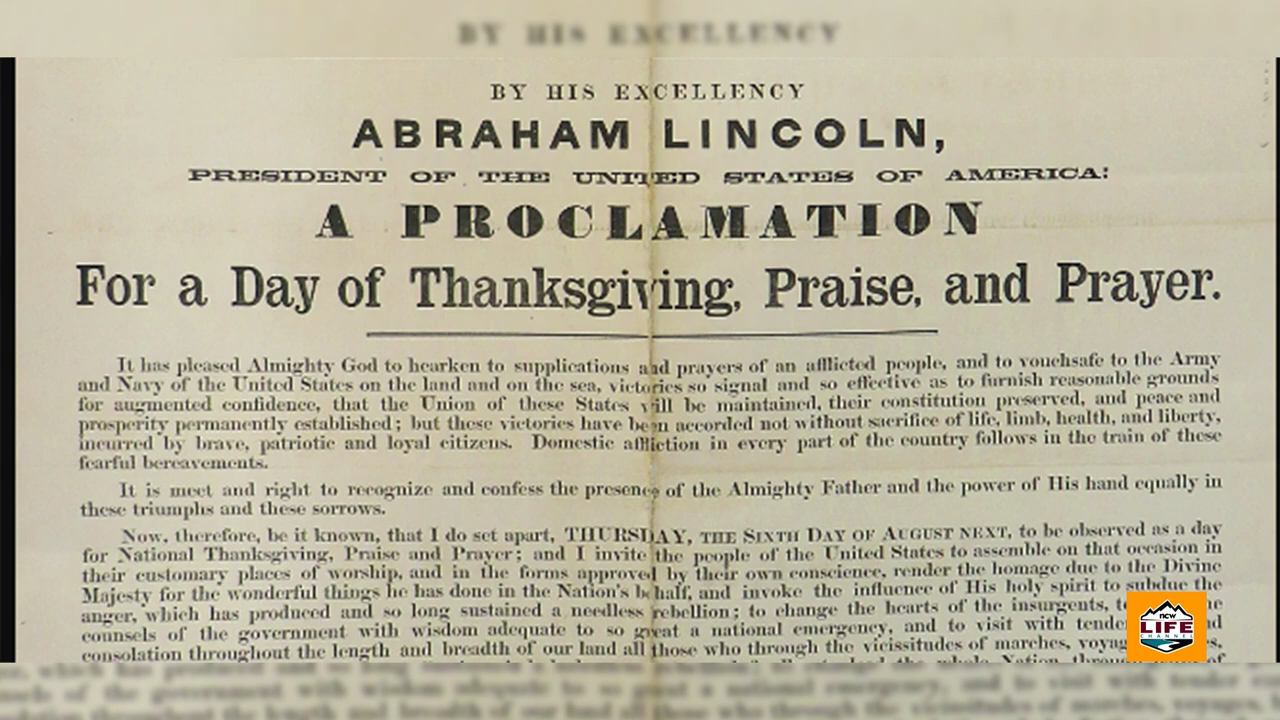 BY HIS EXCELLENCY
BY HIS EXCELLENCY
ABRAHAM LINCOLN,
PRESIDENT OF THE UNITED STATES OF AMERICA:
A PROCLAMATION
For a Day of Thanksgiving, Praise, and Prayer.
It has pleased Almighty God to hearken to supplications and prayers of an afflicted people, and to vouchsafe to the Army
and Navy of the United States on the land and on the sea, victories so signal and so effective as to furnish reasonable grounds
for augmented confidence, that the Union of these States will be maintained, their constitution preserved, and peace and
prosperity permanently established; but these victories have been accorded not without sacrifice of life, limb, health, and liberty,
incurred by brave, patriotic and loyal citizens. Domestic affliction in every part of the country follows in the train of these
fearful bereavements.
It is meet and right to recognize and confess the presence of the Almighty Father and the power of His hand equally in
these triumphs and these sorrows.
Now, therefore, be it known, that I do set apart, THURSDAY, THE SIXTH DAY OF AUGUST NEXT, to be observed as a day
for National Thanksgiving, Praise and Prayer; and I invite the people of the United States to assemble on that occasion in
their customary places of worship, and in the forms approved by their own conscience, render the homage due to the Divine
Majesty for the wonderful things he has done in the Nation's behalf, and invoke the influence of His holy spirit to subdue the
anger, which has produced and so long sustained a needless rebellion; to change the hearts of the insurgents,
counsels of the government with wisdom adequate to so great a national emergency, and to visit with
consolation throughout the length and breadth of our land all those who through the vicissitudes of marches,
the whole Nation, of
ncw
LIFE
CHANNEL